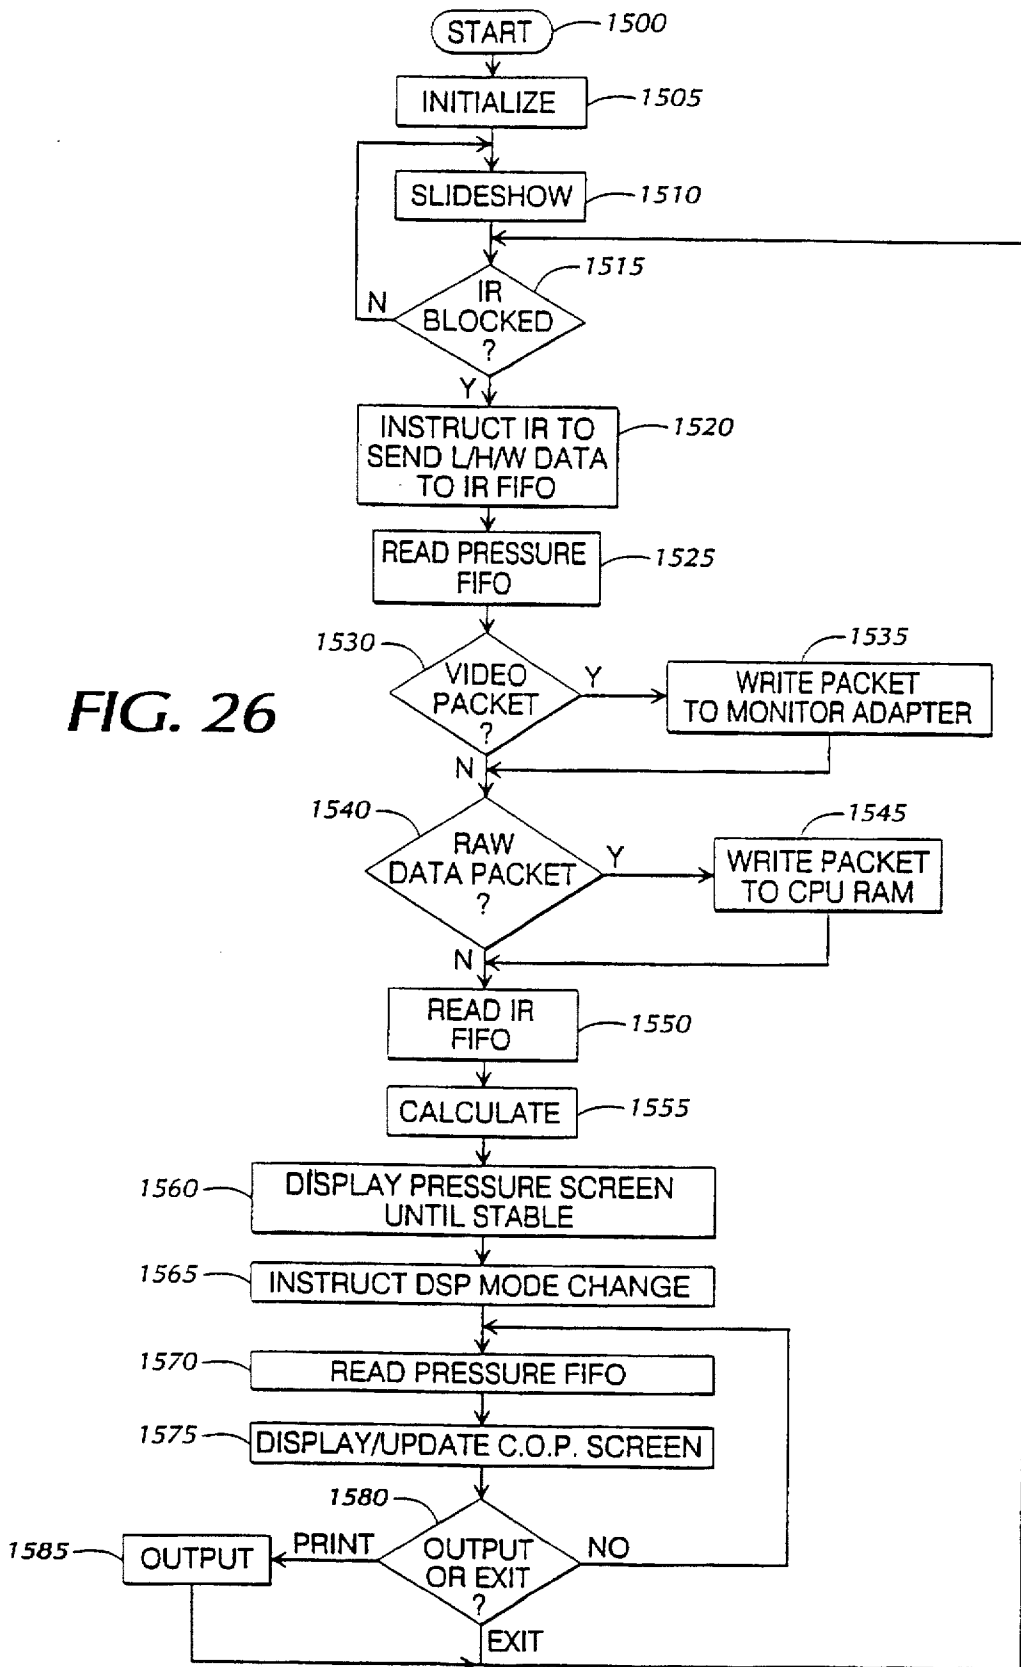 START
1500
INITIALIZE
1505
SLIDESHOW
1510
1515
IR
BLOCKED
?
N
Y
INSTRUCT IR TO
SEND L/H/W DATA
TO IR FIFO
1520
READ PRESSURE
FIFO
1525
1530
VIDEO
PACKET
?
Y
N
1535
WRITE PACKET
TO MONITOR ADAPTER
FIG. 26
1540
RAW
DATA PACKET
?
Y
N
1545
WRITE PACKET
TO CPU RAM
READ IR
FIFO
1550
CALCULATE
1555
1560
DISPLAY PRESSURE SCREEN
UNTIL STABLE
1565
INSTRUCT DSP MODE CHANGE
1570
READ PRESSURE FIFO
1575
DISPLAY/UPDATE C.O.P. SCREEN
1580
OUTPUT
OR EXIT
?
PRINT
NO
1585
OUTPUT
EXIT